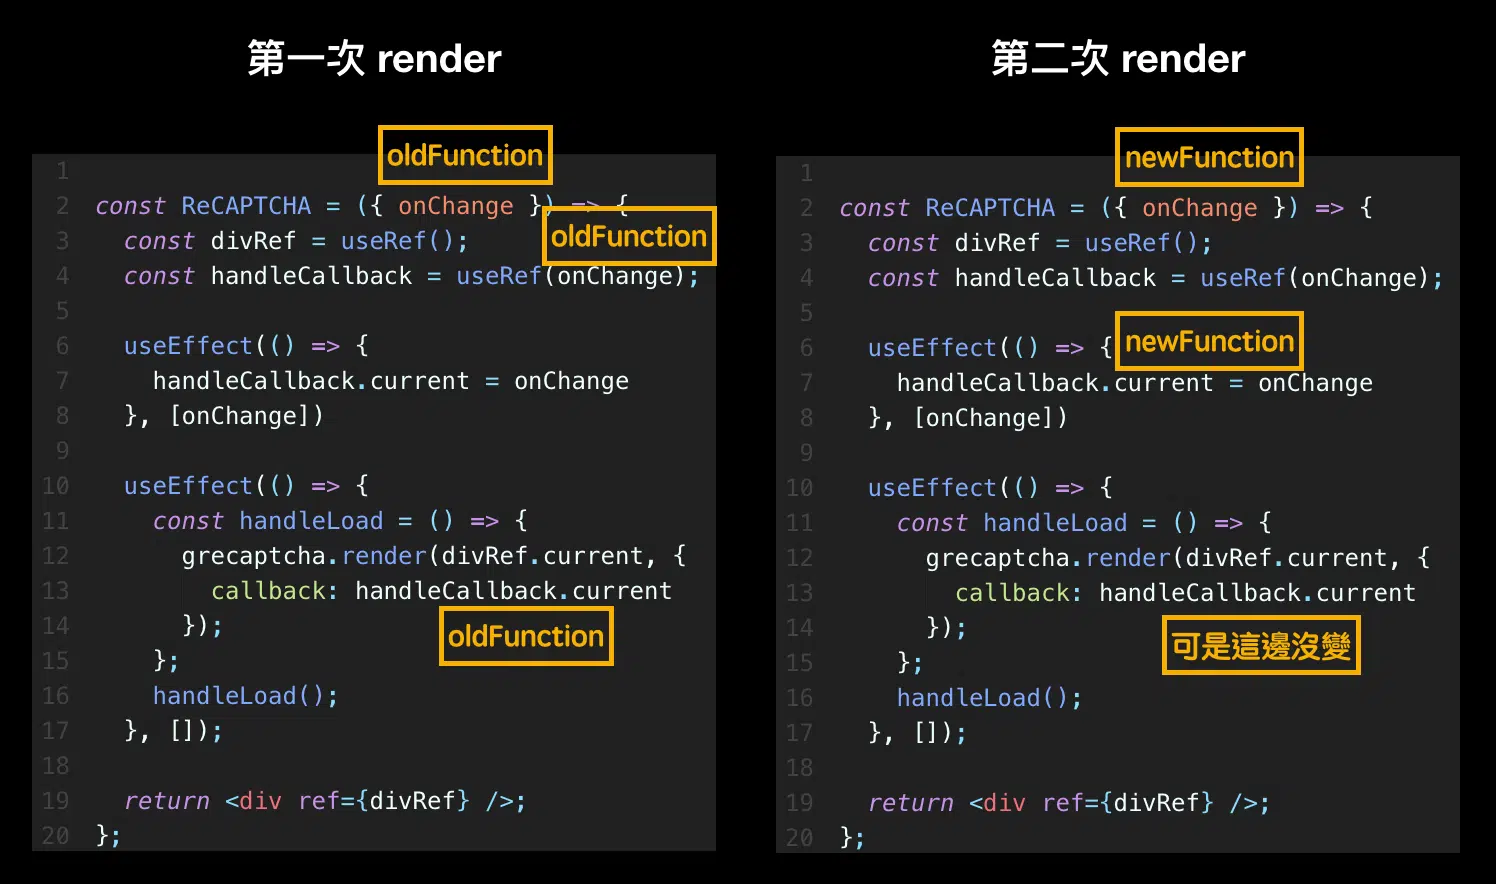 第一次 render
oldFunction
1
2 const ReCAPTCHA = ({ onChange }) => {
oldFunction
3 const divRef = useRef();
4 const handleCallback = useRef(onChange);
5
6 useEffect(() => {
7 handleCallback.current = onChange
8 }, [onChange])
9
10 useEffect(() => {
11 const handleLoad = () => {
12 grecaptcha.render(divRef.current, {
13 callback: handleCallback.current
oldFunction
14 });
15 };
16 handleLoad();
17 }, []);
18
19 return <div ref={divRef} />;
20 };
第二次 render
newFunction
1
2 const ReCAPTCHA = ({ onChange }) => {
3 const divRef = useRef();
4 const handleCallback = useRef(onChange);
5
6 useEffect(() => {
newFunction
7 handleCallback.current = onChange
8 }, [onChange])
9
10 useEffect(() => {
11 const handleLoad = () => {
12 grecaptcha.render(divRef.current, {
13 callback: handleCallback.current
14 });
可是這邊沒變
15 };
16 handleLoad();
17 }, []);
18
19 return <div ref={divRef} />;
20 };